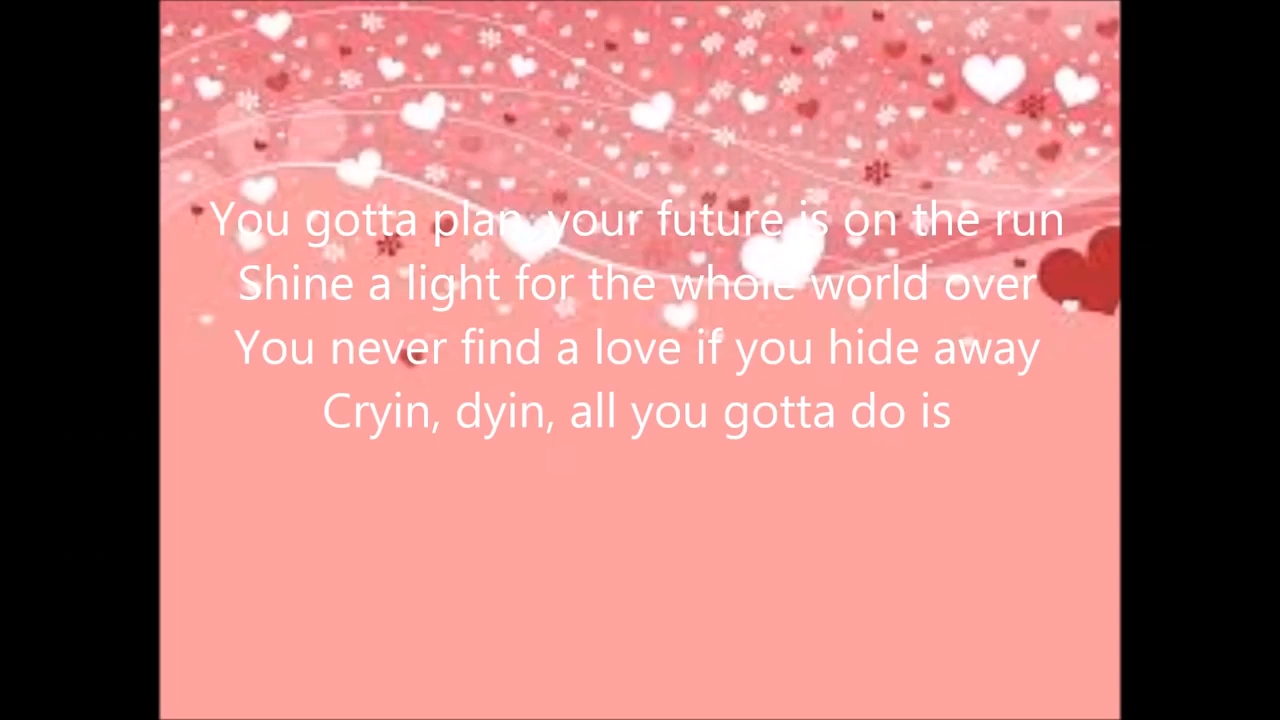 You gotta plan, your future is on the run
Shine a light for the whole world over
You never find a love if you hide away
Cryin, dyin, all you gotta do is